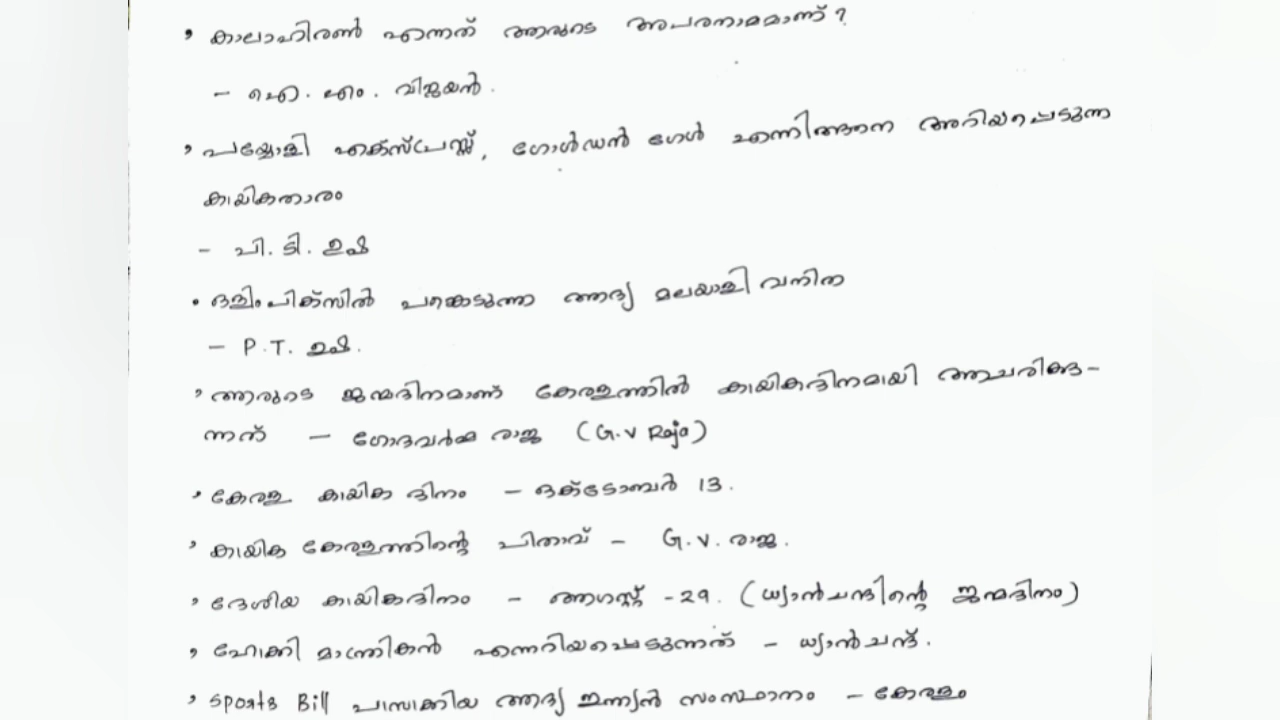 • കാലാഹിരൺ എന്നത് ആരുടെ അപരനാമമാണ് ?
- ഐ . എം . വിജയൻ .
• പയ്യോളി എക്സ്പ്രസ്സ് , ഗോൾഡൻ ഗേൾ എന്നിങ്ങനെ അറിയപ്പെടുന്ന
കായികതാരം
- പി. ടി. ഉഷ
• ഒളിംപിക്സിൽ പങ്കെടുത്ത ആദ്യ മലയാളി വനിത
- P.T. ഉഷ.
• ആരുടെ ജന്മദിനമാണ് കേരളത്തിൽ കായികദിനമായി ആചരിക്കു-
ന്നത് - ഗോദവർമ്മ രാജ (G.V Raja)
• കേരള കായിക ദിനം - ഒക്ടോബർ 13 .
• കായിക കേരളത്തിന്റെ പിതാവ് - G.V. രാജ.
• ദേശീയ കായികദിനം - ആഗസ്റ്റ് -29. (ധ്യാൻചന്ദിന്റെ ജന്മദിനം)
• ഹോക്കി മാന്ത്രികൻ എന്നറിയപ്പെടുന്നത് - ധ്യാൻ ചന്ദ്.
• Sports Bill പാസാക്കിയ ആദ്യ ഇന്ത്യൻ സംസ്ഥാനം - കേരളം